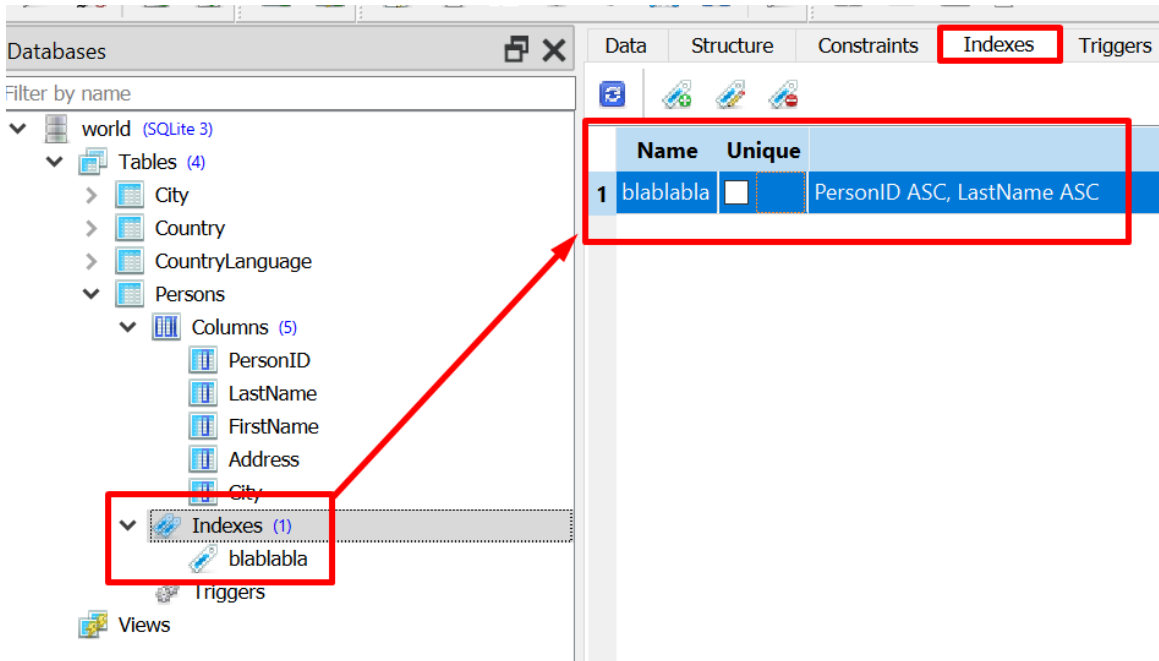 Databases
Filter by name
world (SQLite 3)
Tables (4)
City
Country
CountryLanguage
Persons
Columns (5)
PersonID
LastName
FirstName
Address
City
Indexes (1)
blablabla
Triggers
Views
Data Structure Constraints Indexes Triggers
Name Unique
1 blablabla PersonID ASC, LastName ASC